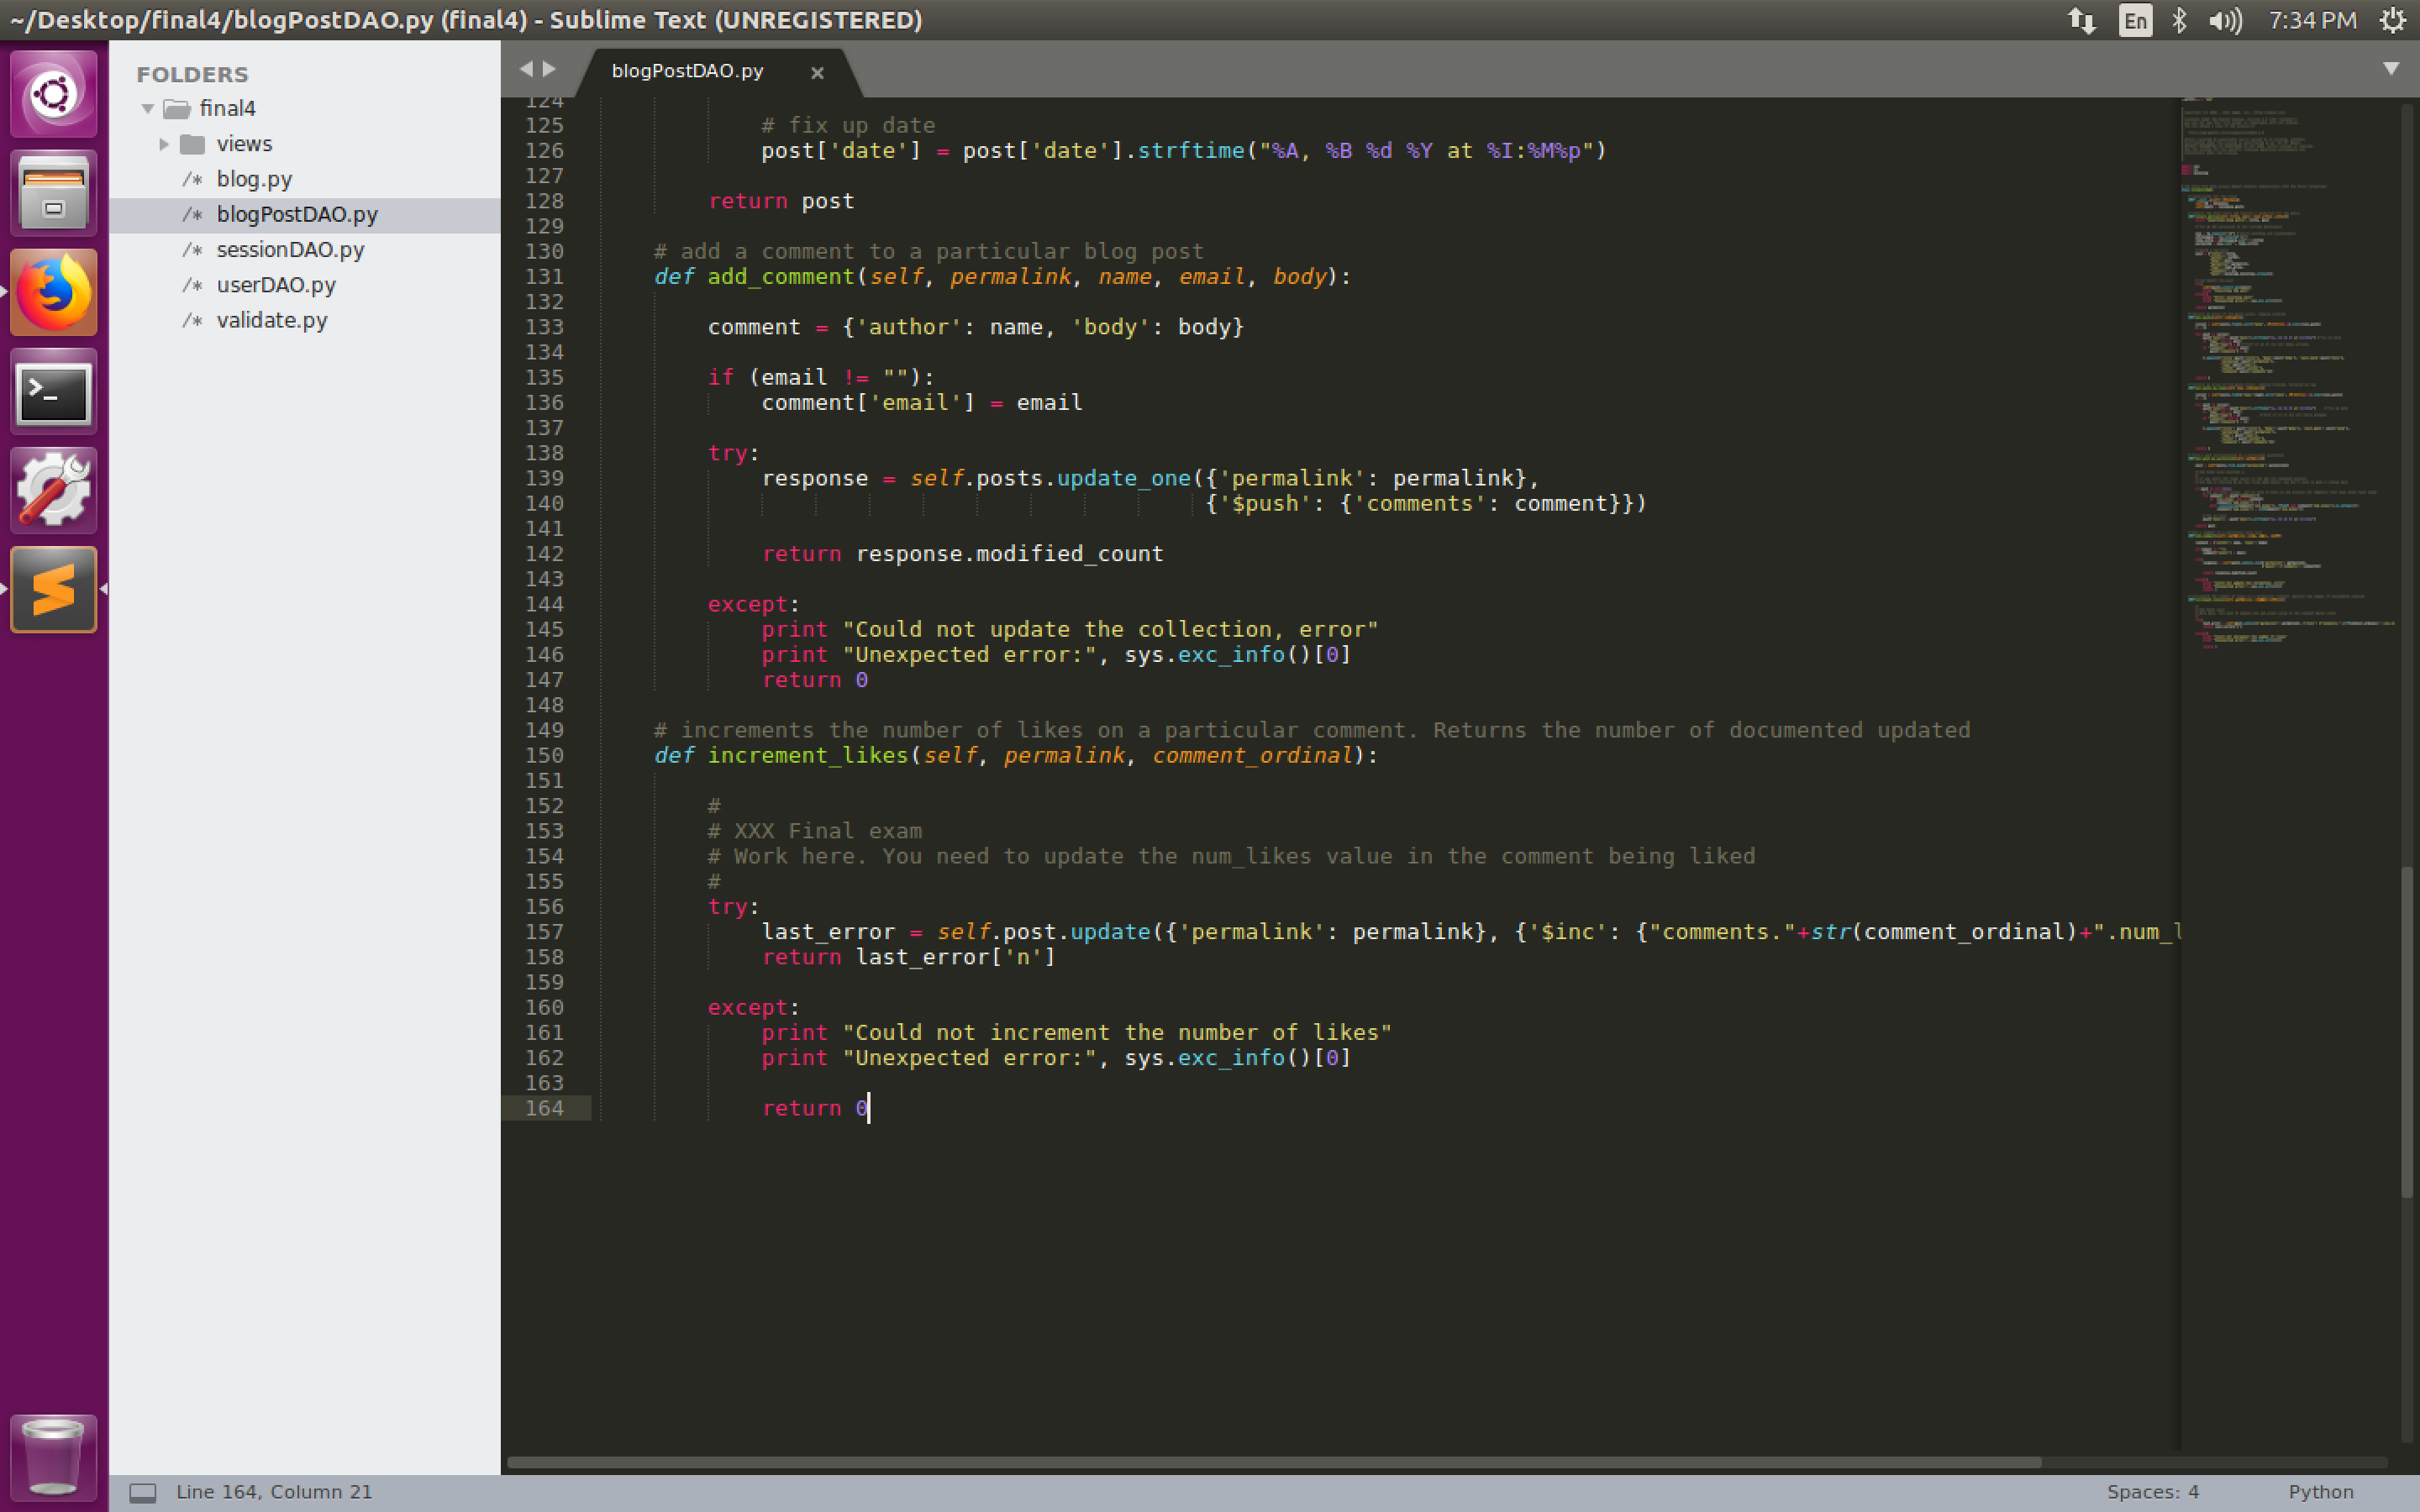 ~/Desktop/final4/blogPostDAO.py (final4) - Sublime Text (UNREGISTERED)
En
7:34 PM
FOLDERS
final4
views
/* blog.py
/* blogPostDAO.py
/* sessionDAO.py
/* userDAO.py
/* validate.py
blogPostDAO.py ×
124
125 # fix up date
126 post['date'] = post['date'].strftime("%A, %B %d %Y at %I:%M%p")
127
128 return post
129
130 # add a comment to a particular blog post
131 def add_comment(self, permalink, name, email, body):
132
133 comment = {'author': name, 'body': body}
134
135 if (email != ""):
136 comment['email'] = email
137
138 try:
139 response = self.posts.update_one({'permalink': permalink},
140 {'$push': {'comments': comment}})
141
142 return response.modified_count
143
144 except:
145 print "Could not update the collection, error"
146 print "Unexpected error:", sys.exc_info()[0]
147 return 0
148
149 # increments the number of likes on a particular comment. Returns the number of documented updated
150 def increment_likes(self, permalink, comment_ordinal):
151
152 #
153 # XXX Final exam
154 # Work here. You need to update the num_likes value in the comment being liked
155 #
156 try:
157 last_error = self.post.update({'permalink': permalink}, {'$inc': {"comments."+str(comment_ordinal)+".num_l
158 return last_error['n']
159
160 except:
161 print "Could not increment the number of likes"
162 print "Unexpected error:", sys.exc_info()[0]
163
164 return 0
Line 164, Column 21
Spaces: 4
Python